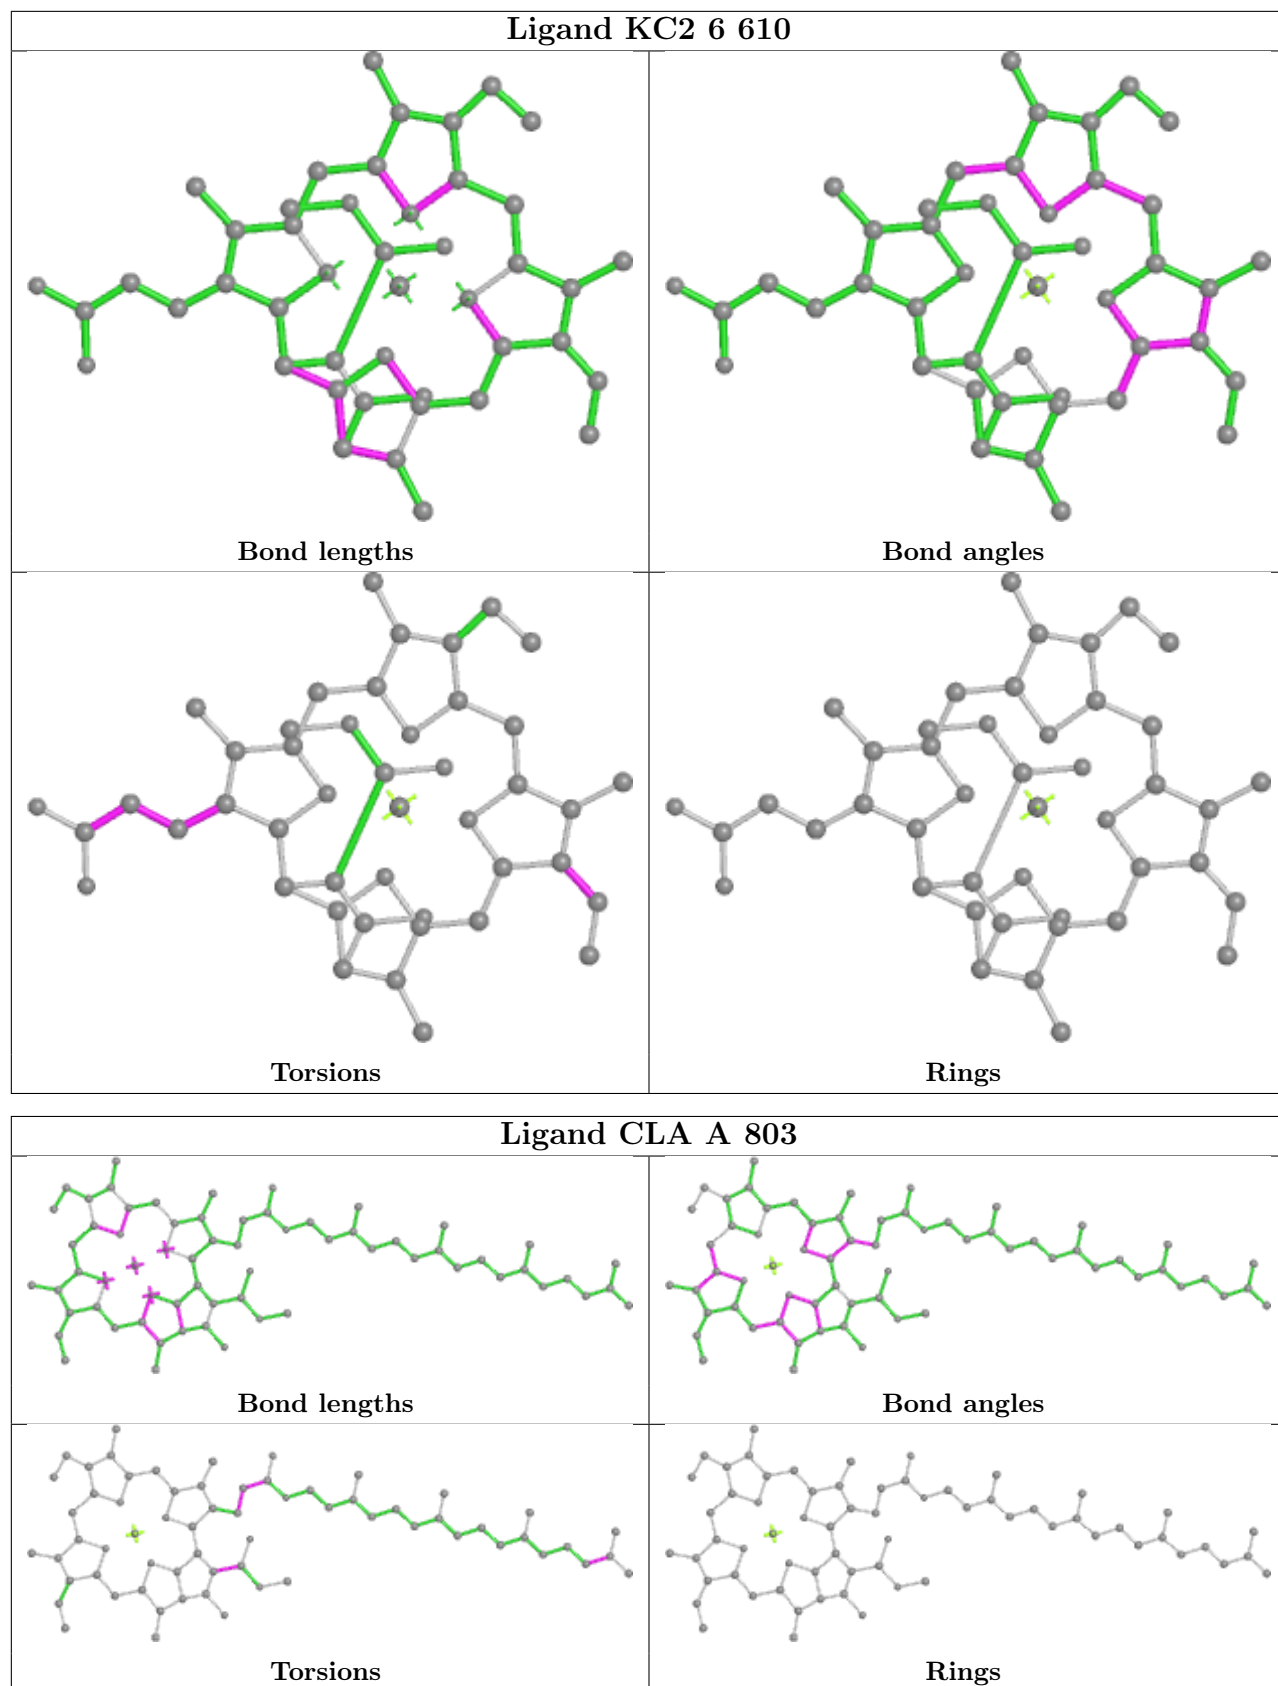 Ligand KC2 6 610
Bond lengths
Bond angles
Torsions
Rings
Ligand CLA A 803
Bond lengths
Bond angles
Torsions
Rings